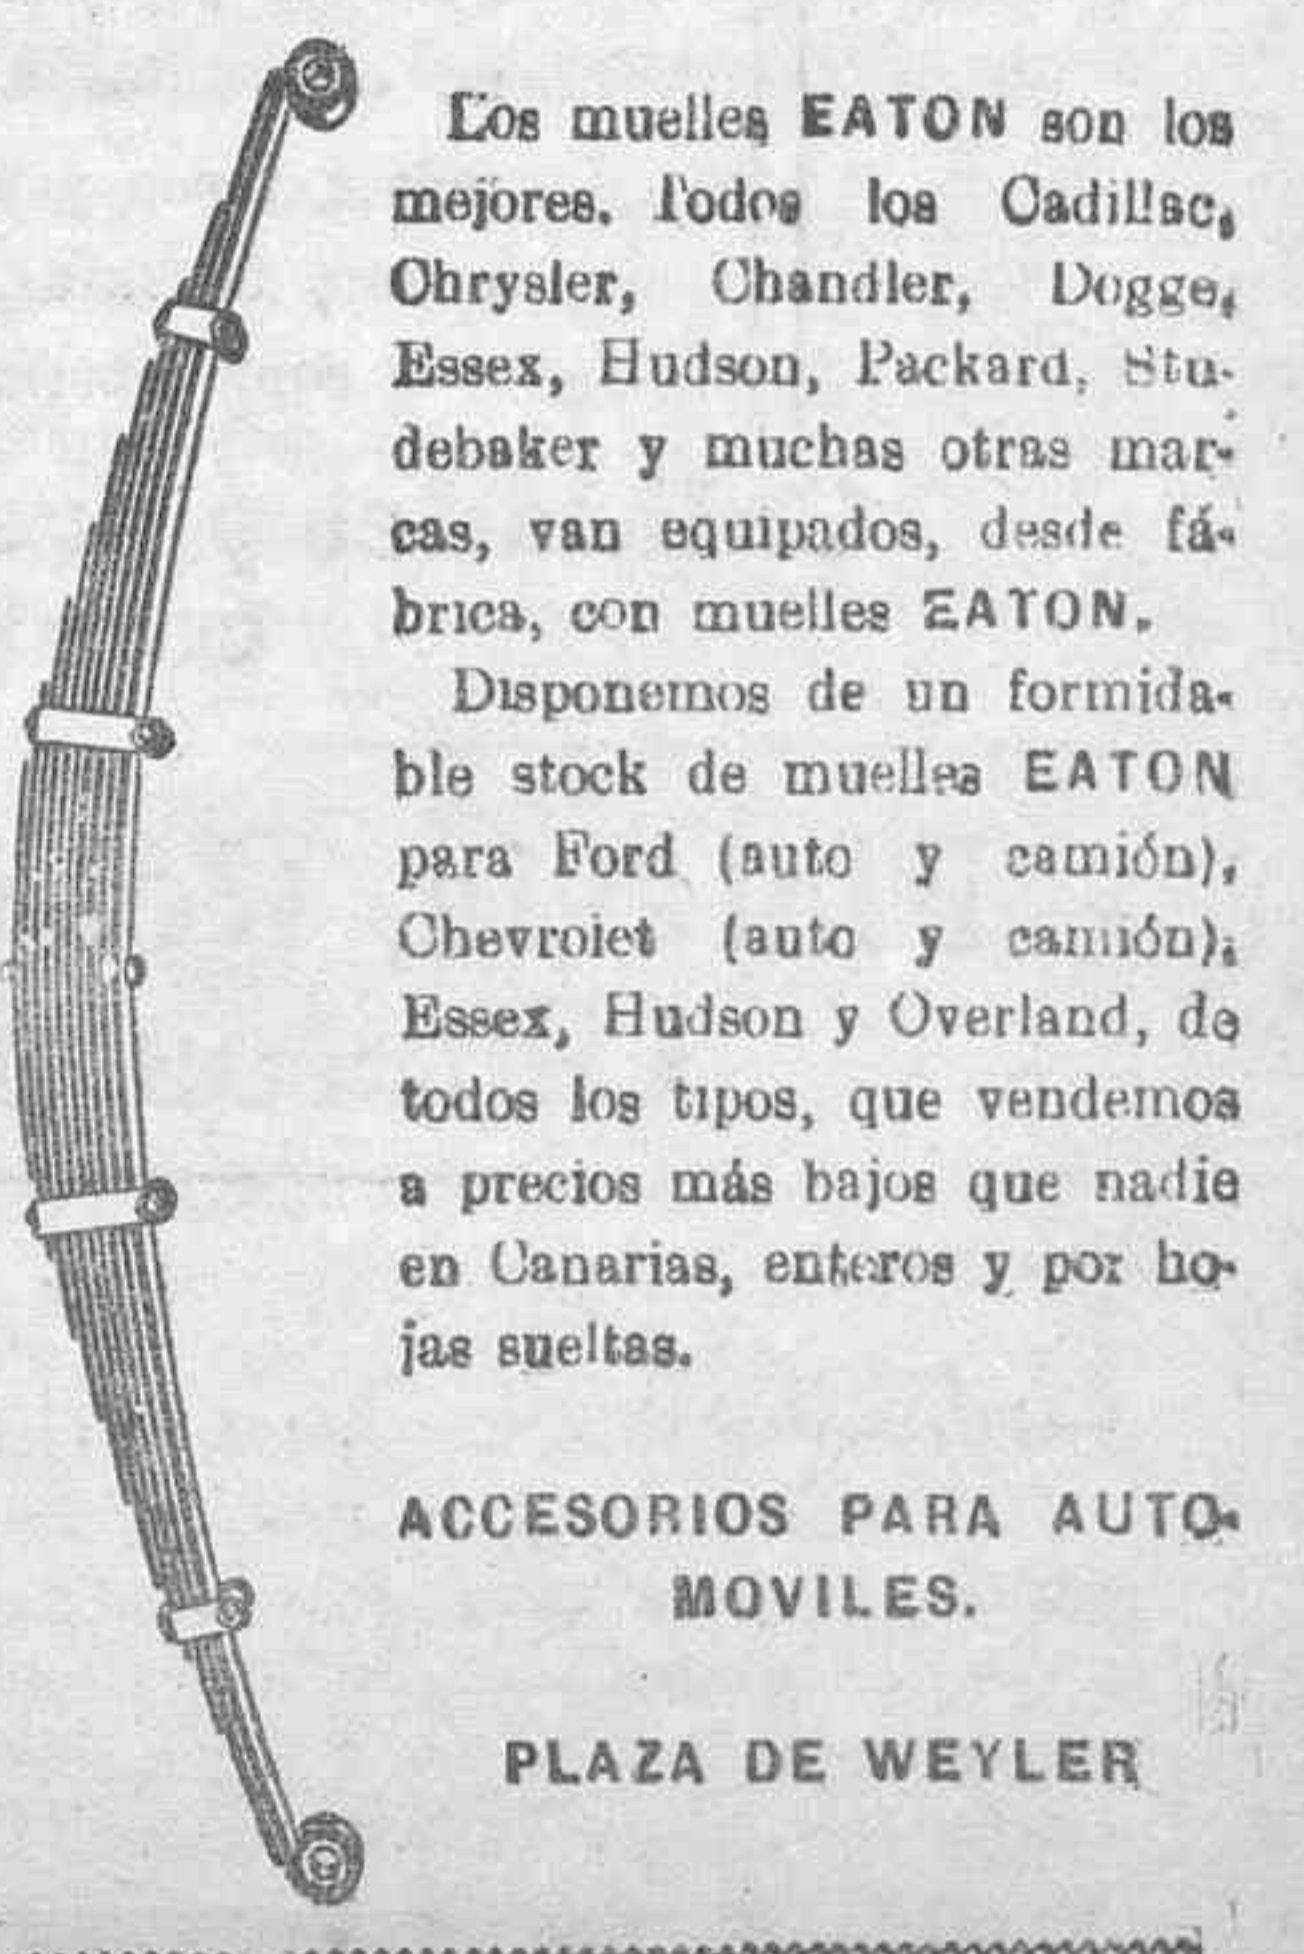 Los muelles EATON son los
mejores. Todos los Cadillac,
Chrysler, Chandler, Dogge,
Essex, Hudson, Packard, Stu-
debaker y muchas otras mar-
cas, van equipados, desde fá-
brica, con muelles EATON.
Disponemos de un formida-
ble stock de muelles EATON
para Ford (auto y camión),
Chevrolet (auto y camión),
Essex, Hudson y Overland, de
todos los tipos, que vendemos
a precios más bajos que nadie
en Canarias, enteros y por ho-
jas sueltas.
ACCESORIOS PARA AUTO-
MOVILES.
PLAZA DE WEYLER